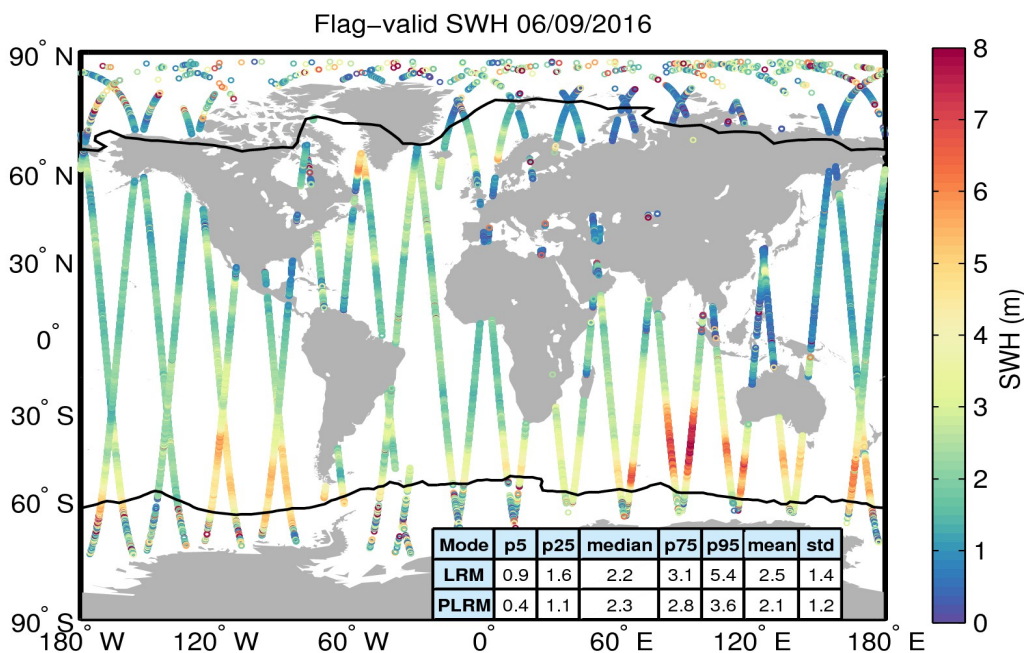 Flag−valid SWH 06/09/2016
90° N
60° N
30° N
0°
30° S
60° S
90° S
180° W
120° W
60° W
0°
60° E
120° E
180° E
Mode p5 p25 median p75 p95 mean std
LRM 0.9 1.6 2.2 3.1 5.4 2.5 1.4
PLRM 0.4 1.1 2.3 2.8 3.6 2.1 1.2
8
7
6
5
4
3
2
1
0
SWH (m)